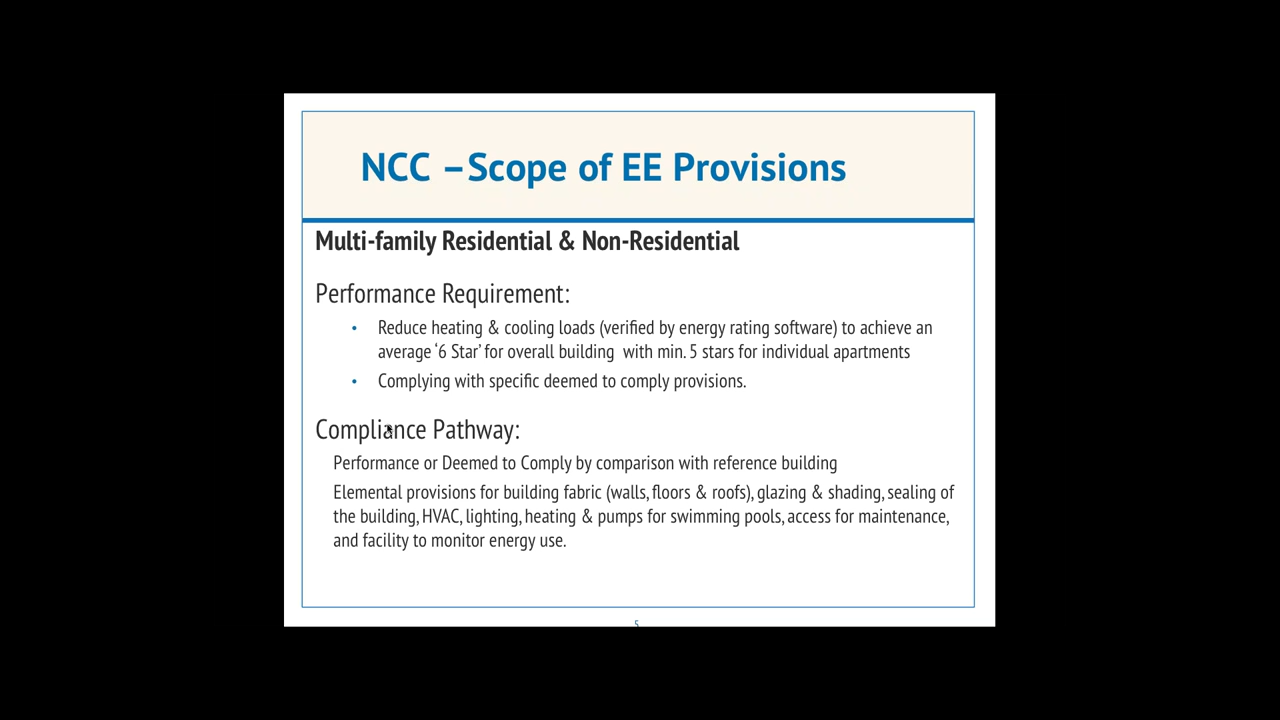 NCC –Scope of EE Provisions
Multi-family Residential & Non-Residential
Performance Requirement:
• Reduce heating & cooling loads (verified by energy rating software) to achieve an
average ‘6 Star’ for overall building with min. 5 stars for individual apartments
• Complying with specific deemed to comply provisions.
Compliance Pathway:
Performance or Deemed to Comply by comparison with reference building
Elemental provisions for building fabric (walls, floors & roofs), glazing & shading, sealing of
the building, HVAC, lighting, heating & pumps for swimming pools, access for maintenance,
and facility to monitor energy use.
5